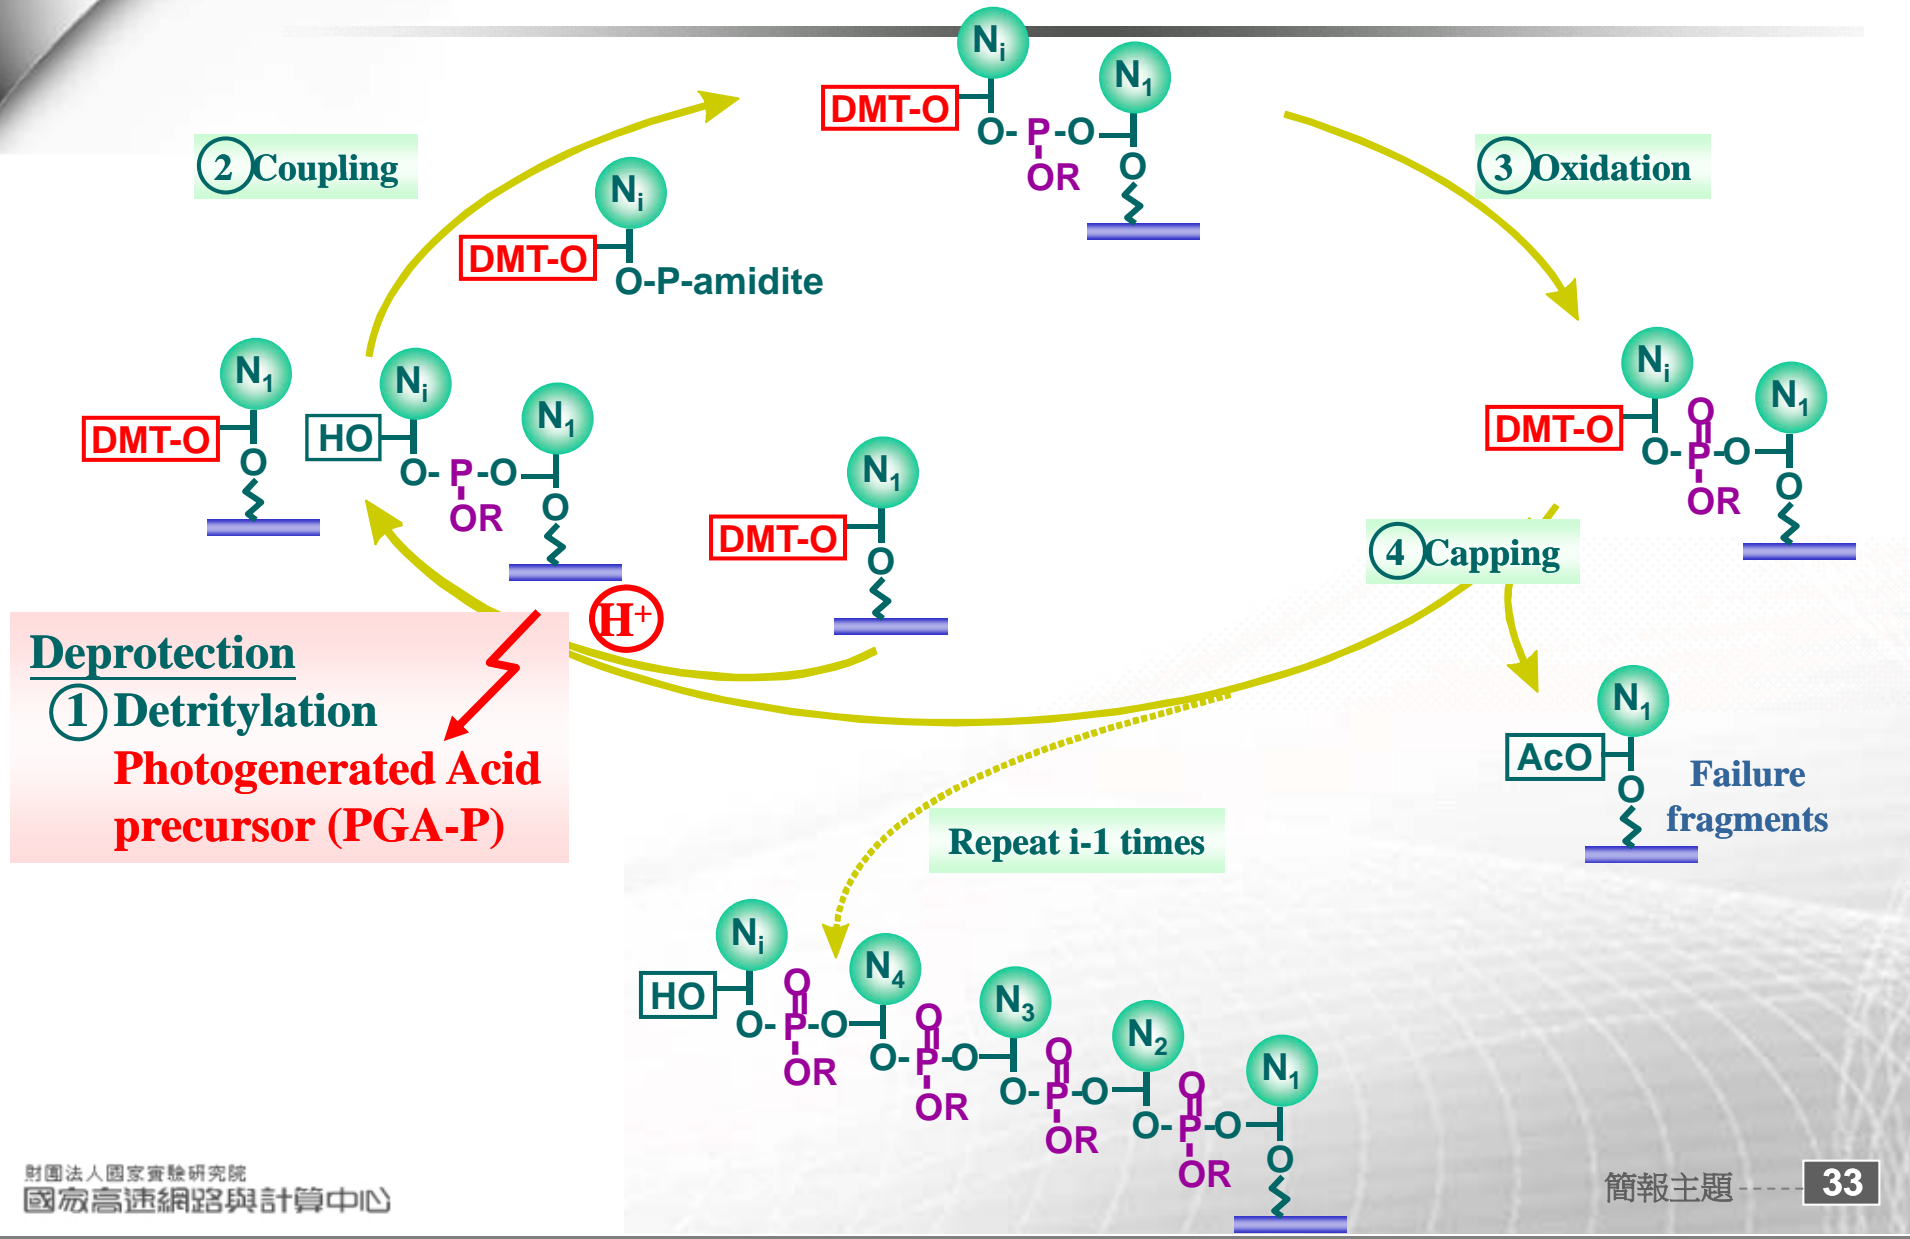 Nᵢ
DMT-O
N₁
O- P -O
O
OR
② Coupling
③ Oxidation
Nᵢ
DMT-O
O-P-amidite
N₁
DMT-O
O
Nᵢ
HO
N₁
O- P -O
O
OR
N₁
DMT-O
O
Nᵢ
DMT-O
N₁
O
O- P -O
O
OR
④ Capping
H⁺
Deprotection
① Detritylation
Photogenerated Acid
precursor (PGA-P)
N₁
AcO
O
Failure
fragments
Repeat i-1 times
Nᵢ
HO
N₄
O
O- P -O
OR
N₃
O
O- P -O
OR
N₂
O
O- P -O
OR
N₁
O
O- P -O
OR
O
財團法人國家實驗研究院
國家高速網路與計算中心
簡報主題 ----- 33